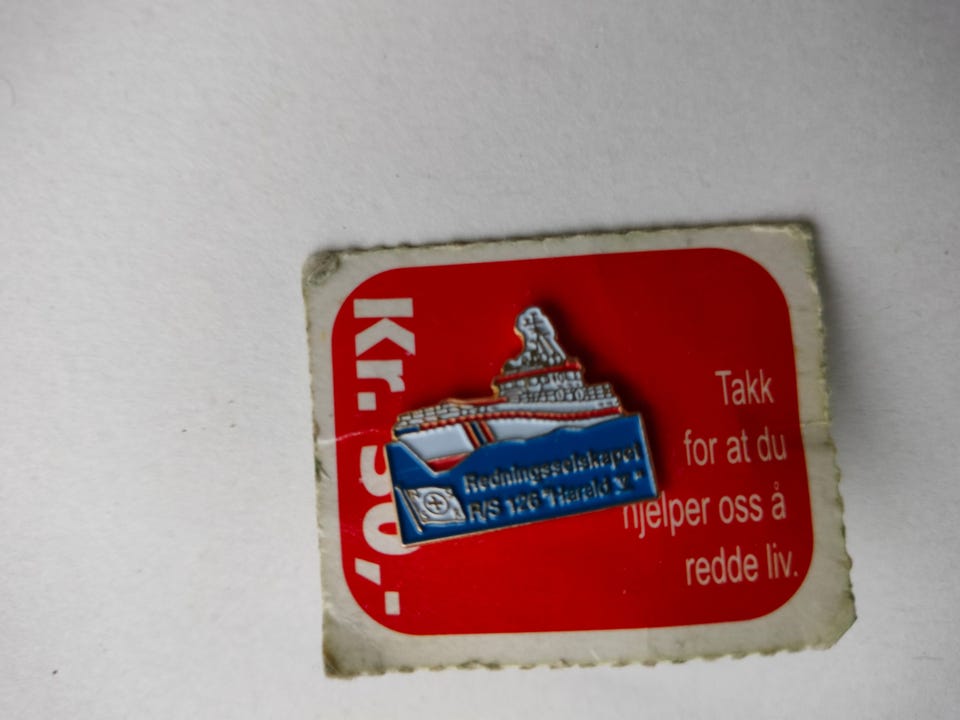 Kr. 50,-
Takk
for at du
hjelper oss å
redde liv.
Redningsselskapet
R/S 126 "Harald V"